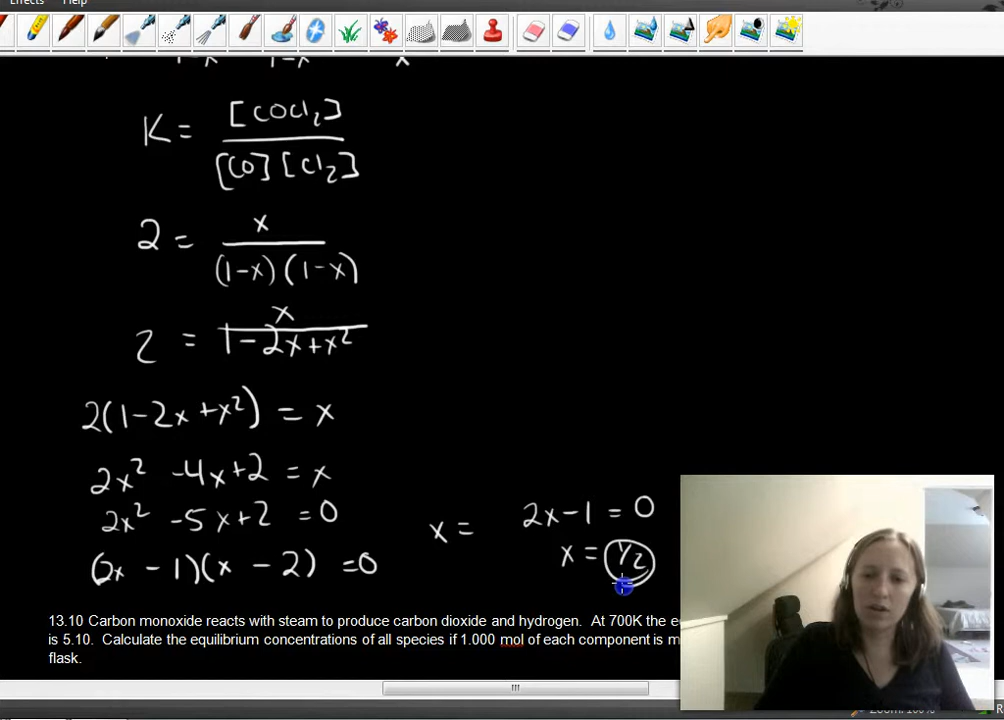 Effects Help
1-x 1-x x
K = [COCl₂]
[CO] [Cl₂]
2 = x
(1-x) (1-x)
2 = x
1-2x+x²
2(1-2x+x²) = x
2x² -4x+2 = x
2x² -5x+2 = 0
(2x - 1)(x - 2) =0
x =
2x-1 = 0
x = 1/2
13.10 Carbon monoxide reacts with steam to produce carbon dioxide and hydrogen. At 700K the
is 5.10. Calculate the equilibrium concentrations of all species if 1.000 mol of each component is
flask.
100%